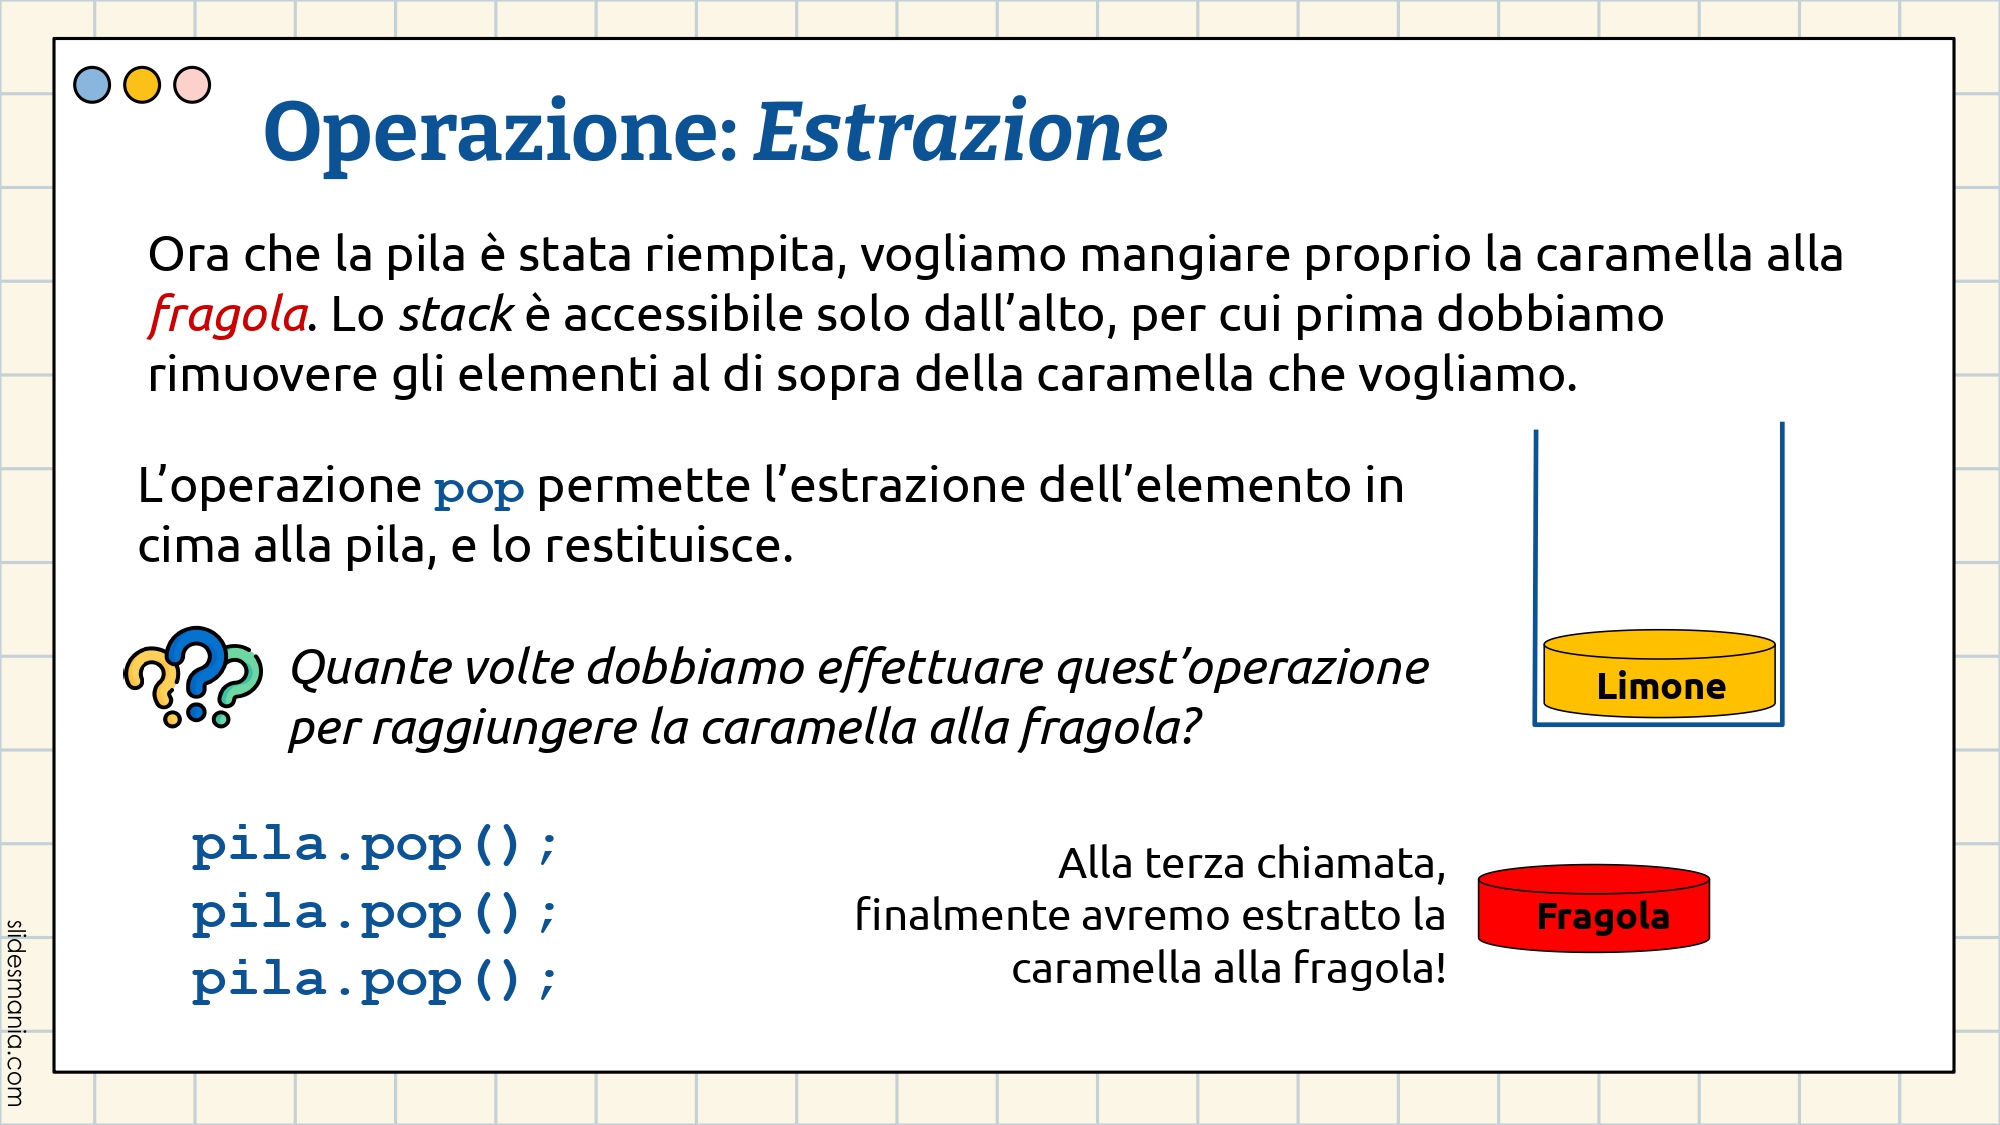 Operazione: Estrazione
Ora che la pila è stata riempita, vogliamo mangiare proprio la caramella alla
fragola. Lo stack è accessibile solo dall’alto, per cui prima dobbiamo
rimuovere gli elementi al di sopra della caramella che vogliamo.
L’operazione pop permette l’estrazione dell’elemento in
cima alla pila, e lo restituisce.
Limone
Quante volte dobbiamo effettuare quest’operazione
per raggiungere la caramella alla fragola?
pila.pop();
pila.pop();
pila.pop();
Alla terza chiamata,
finalmente avremo estratto la
caramella alla fragola!
Fragola
slidesmania.com